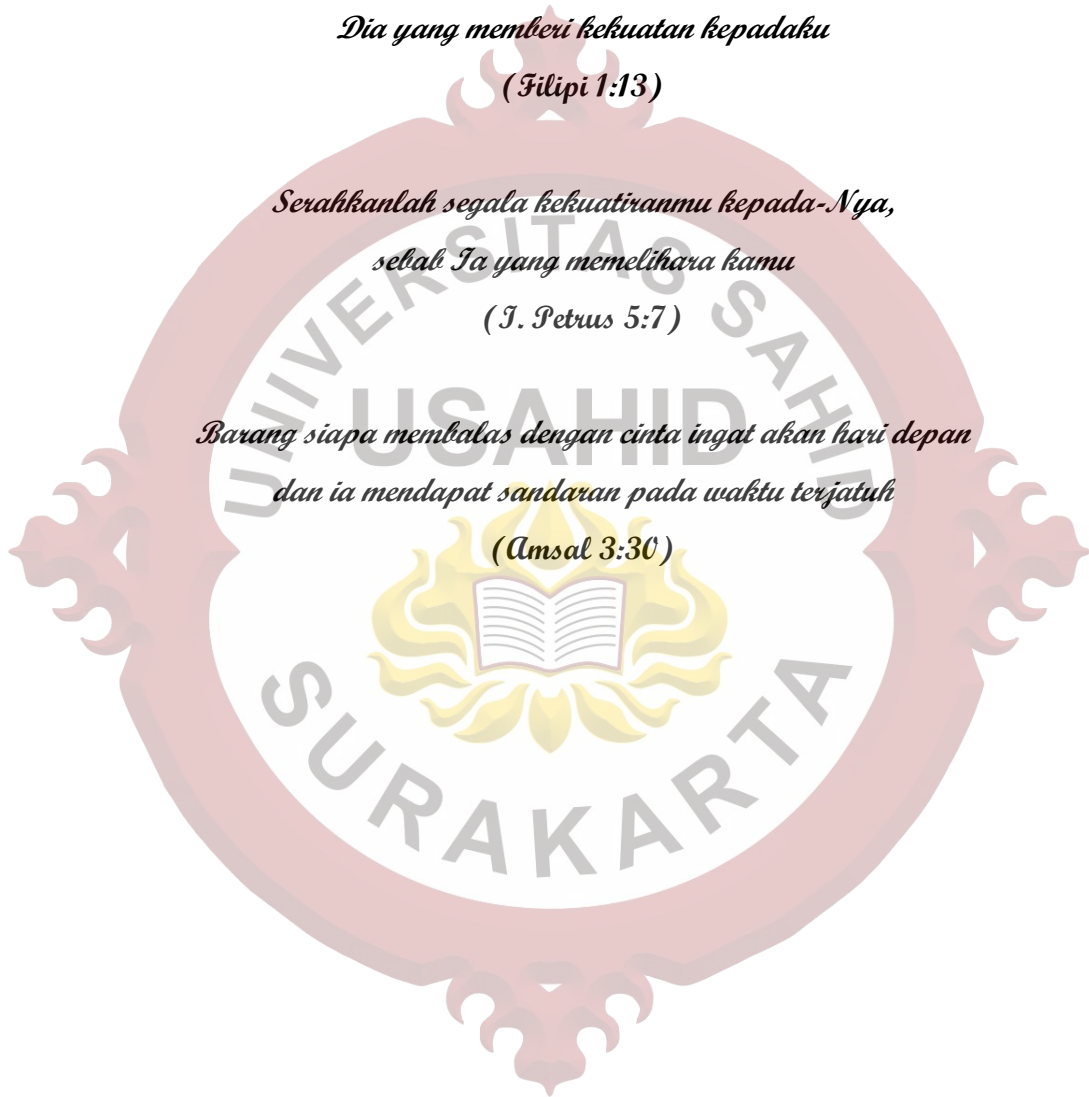 Dia yang memberi kekuatan kepadaku
(Filipi 1:13)
Serahkanlah segala kekuatiranmu kepada-Nya,
sebab Ia yang memelihara kamu
(I. Petrus 5:7)
UNIVERSITAS SAHID
USAHID
Barang siapa membalas dengan cinta ingat akan hari depan
dan ia mendapat sandaran pada waktu terjatuh
(Amsal 3:30)
SURAKARTA